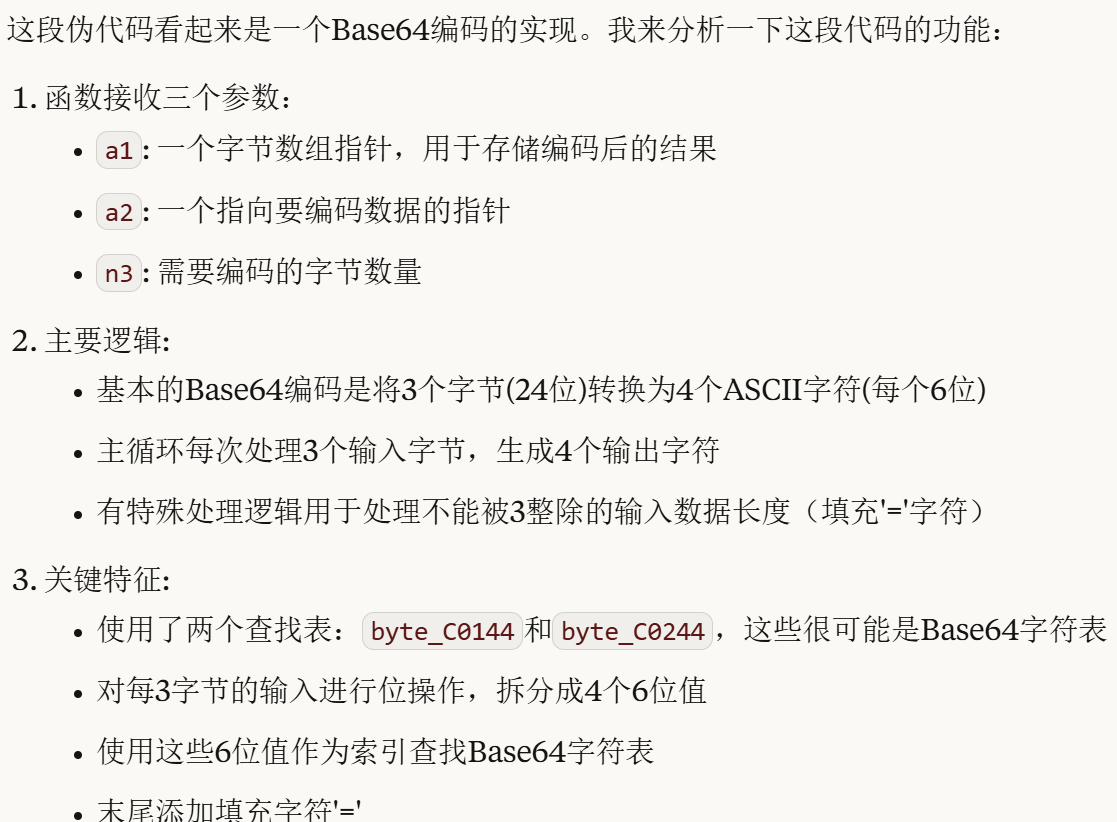 这段伪代码看起来是一个Base64编码的实现。我来分析一下这段代码的功能：
1. 函数接收三个参：
• a1: 一个字节数组指针，用于存储编码后的结果
• a2: 一个指向要编码数据的指针
• n3: 需要编码的字节数量
2. 主要逻辑:
• 基本的Base64编码是将3个字节(24位)转换为4个ASCII字符(每个6位)
• 主循环每次处理3个输入字节，生成4个输出字符
• 有特殊处理逻辑用于处理不能被3整除的输入数据长度（填充'='字符）
3. 关键特征:
• 使用了两个查找表：byte_C0144和byte_C0244，这些很可能是Base64字符表
• 对每3字节的输入进行位操作，拆分成4个6位值
• 使用这些6位值作为索引查找Base64字符表
• 末尾添加填充字符'='